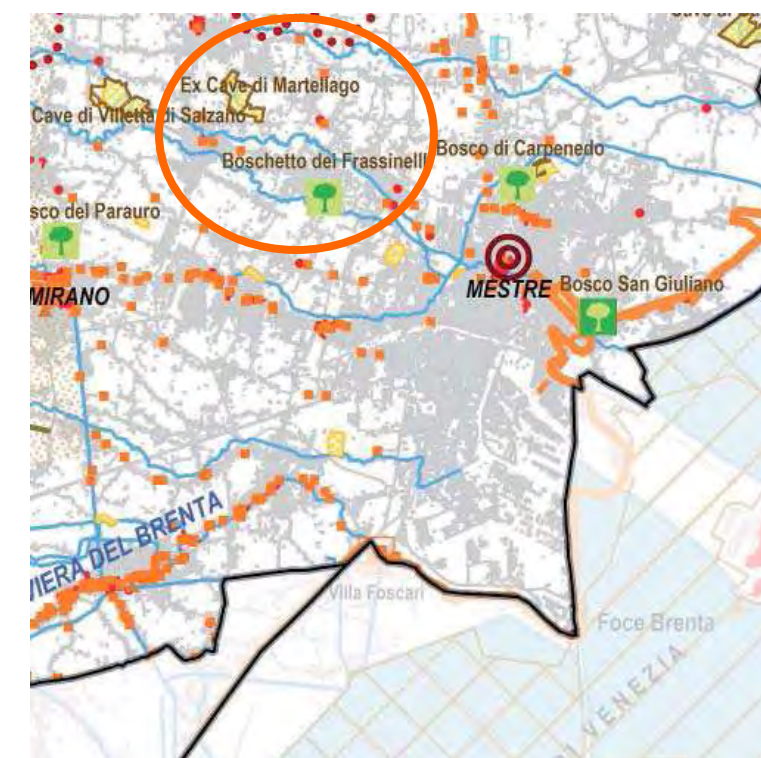 Ex Cave di Martellago
Cave di Villetta di Salzano
Bosco di Carpenedo
Boschetto dei Frassinelli
sco del Parauro
MIRANO
MESTRE
Bosco San Giuliano
VIERA DEL BRENTA
Villa Foscari
Foce Brenta
DI VENEZIA